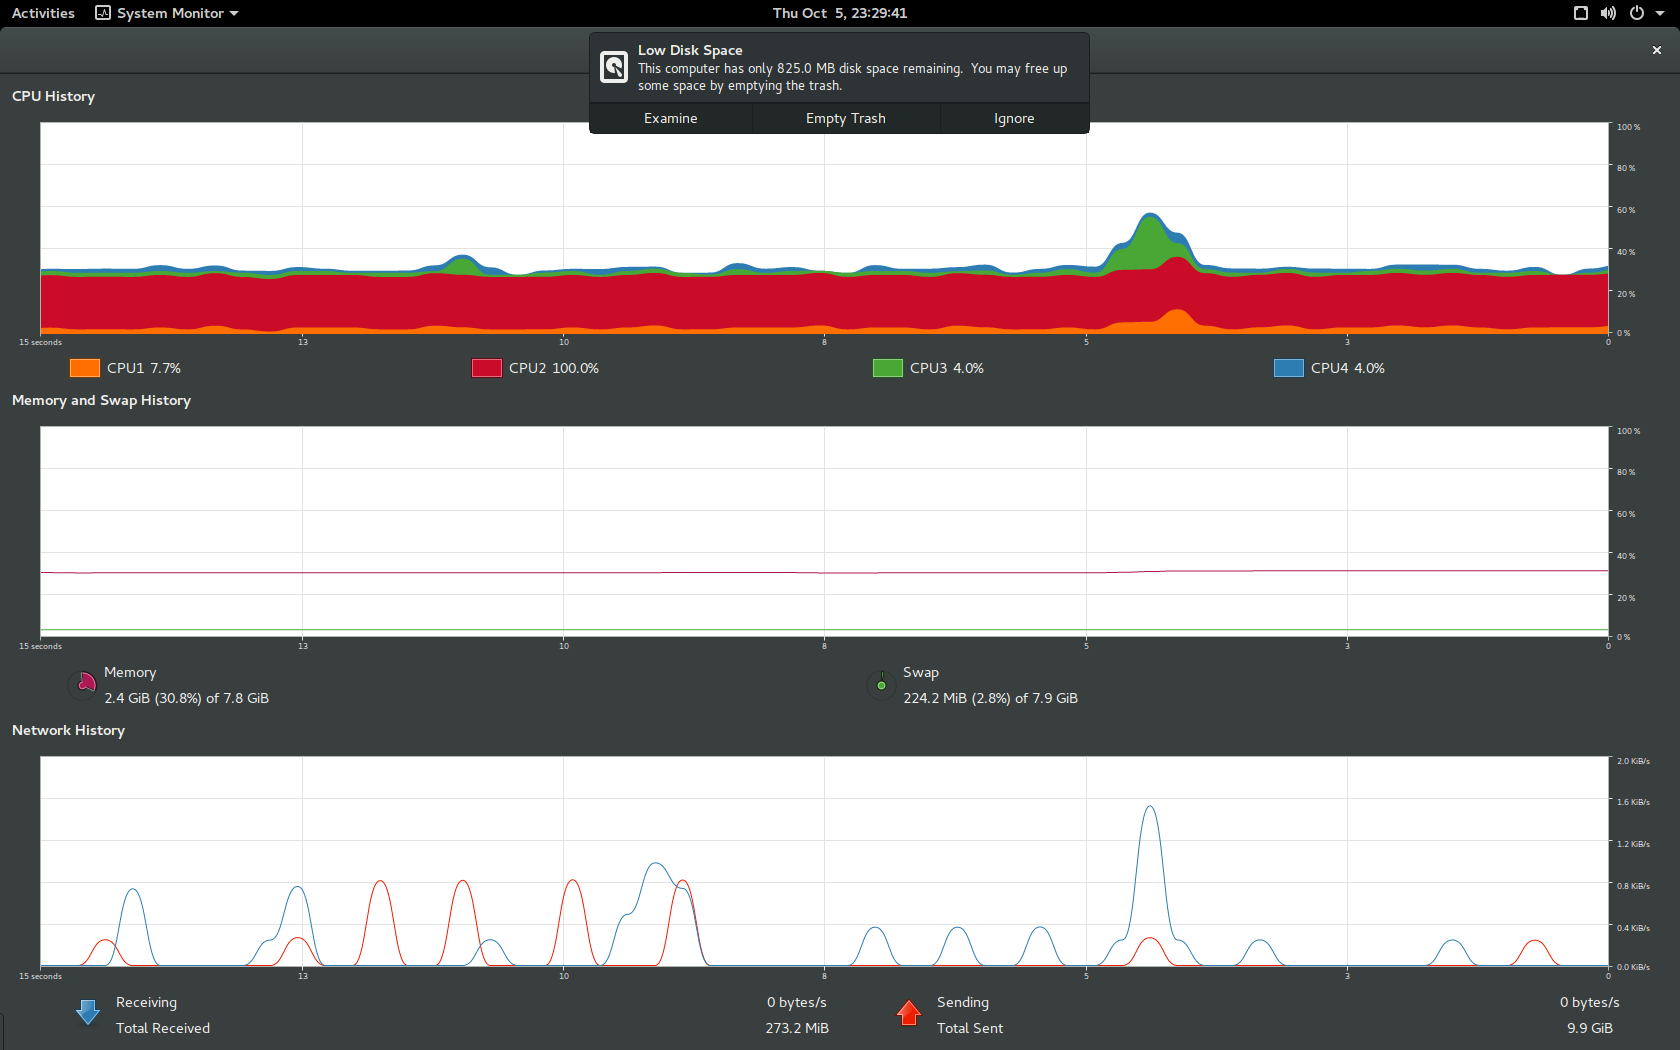 Activities System Monitor Thu Oct 5, 23:29:41
Low Disk Space
This computer has only 825.0 MB disk space remaining. You may free up
some space by emptying the trash.
Examine Empty Trash Ignore
CPU History
100 %
80 %
60 %
40 %
20 %
0 %
15 seconds 13 10 8 5 3 0
CPU1 7.7% CPU2 100.0% CPU3 4.0% CPU4 4.0%
Memory and Swap History
100 %
80 %
60 %
40 %
20 %
0 %
15 seconds 13 10 8 5 3 0
Memory Swap
2.4 GiB (30.8%) of 7.8 GiB 224.2 MiB (2.8%) of 7.9 GiB
Network History
2.0 KiB/s
1.6 KiB/s
1.2 KiB/s
0.8 KiB/s
0.4 KiB/s
0.0 KiB/s
15 seconds 13 10 8 5 3 0
Receiving 0 bytes/s Sending 0 bytes/s
Total Received 273.2 MiB Total Sent 9.9 GiB